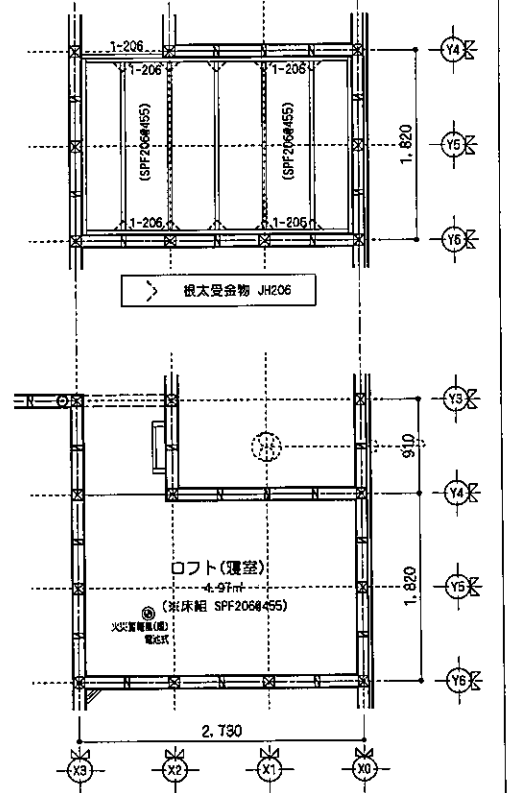 1-206
Y4
1-206
1-206
(SPF206@455)
(SPF206@455)
Y5
1,820
1-206
1-206
Y6
根太受金物 JH206
Y3
910
Y4
ロフト(寝室)
4.97㎡
(※床組 SPF206@455)
Y5
1,820
火災警報器(煙)
電池式
Y6
2,730
X3
X2
X1
X0